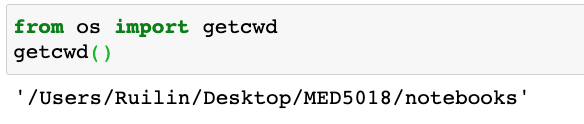 from os import getcwd
getcwd()
'/Users/Ruilin/Desktop/MED5018/notebooks'